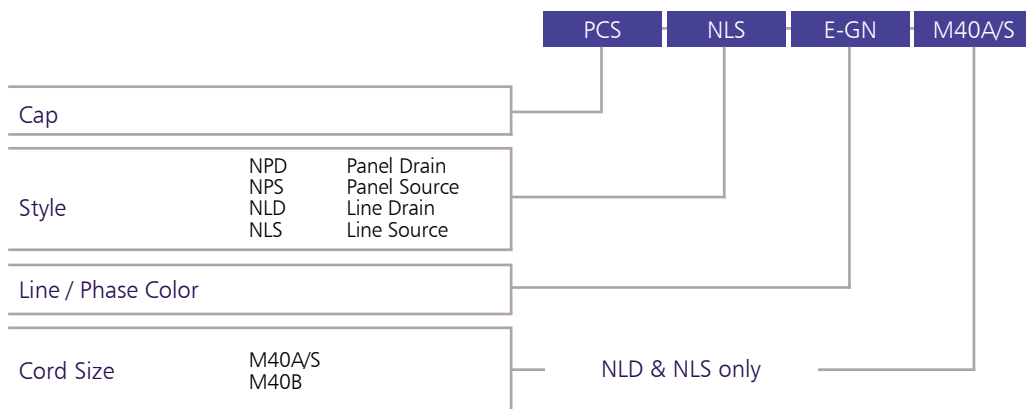 PCS NLS E-GN M40A/S
Cap
Style
NPD Panel Drain
NPS Panel Source
NLD Line Drain
NLS Line Source
Line / Phase Color
Cord Size
M40A/S
M40B
NLD & NLS only